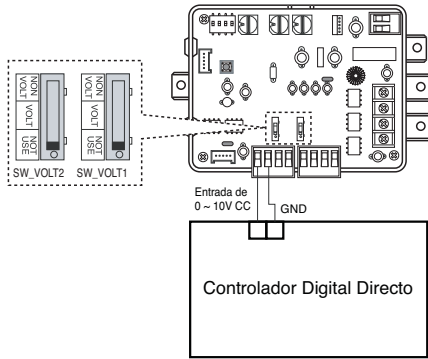 NON VOLT
VOLT
NOT USE
NON VOLT
VOLT
NOT USE
SW_VOLT2 SW_VOLT1
Entrada de
0 ~ 10V CC
GND
Controlador Digital Directo